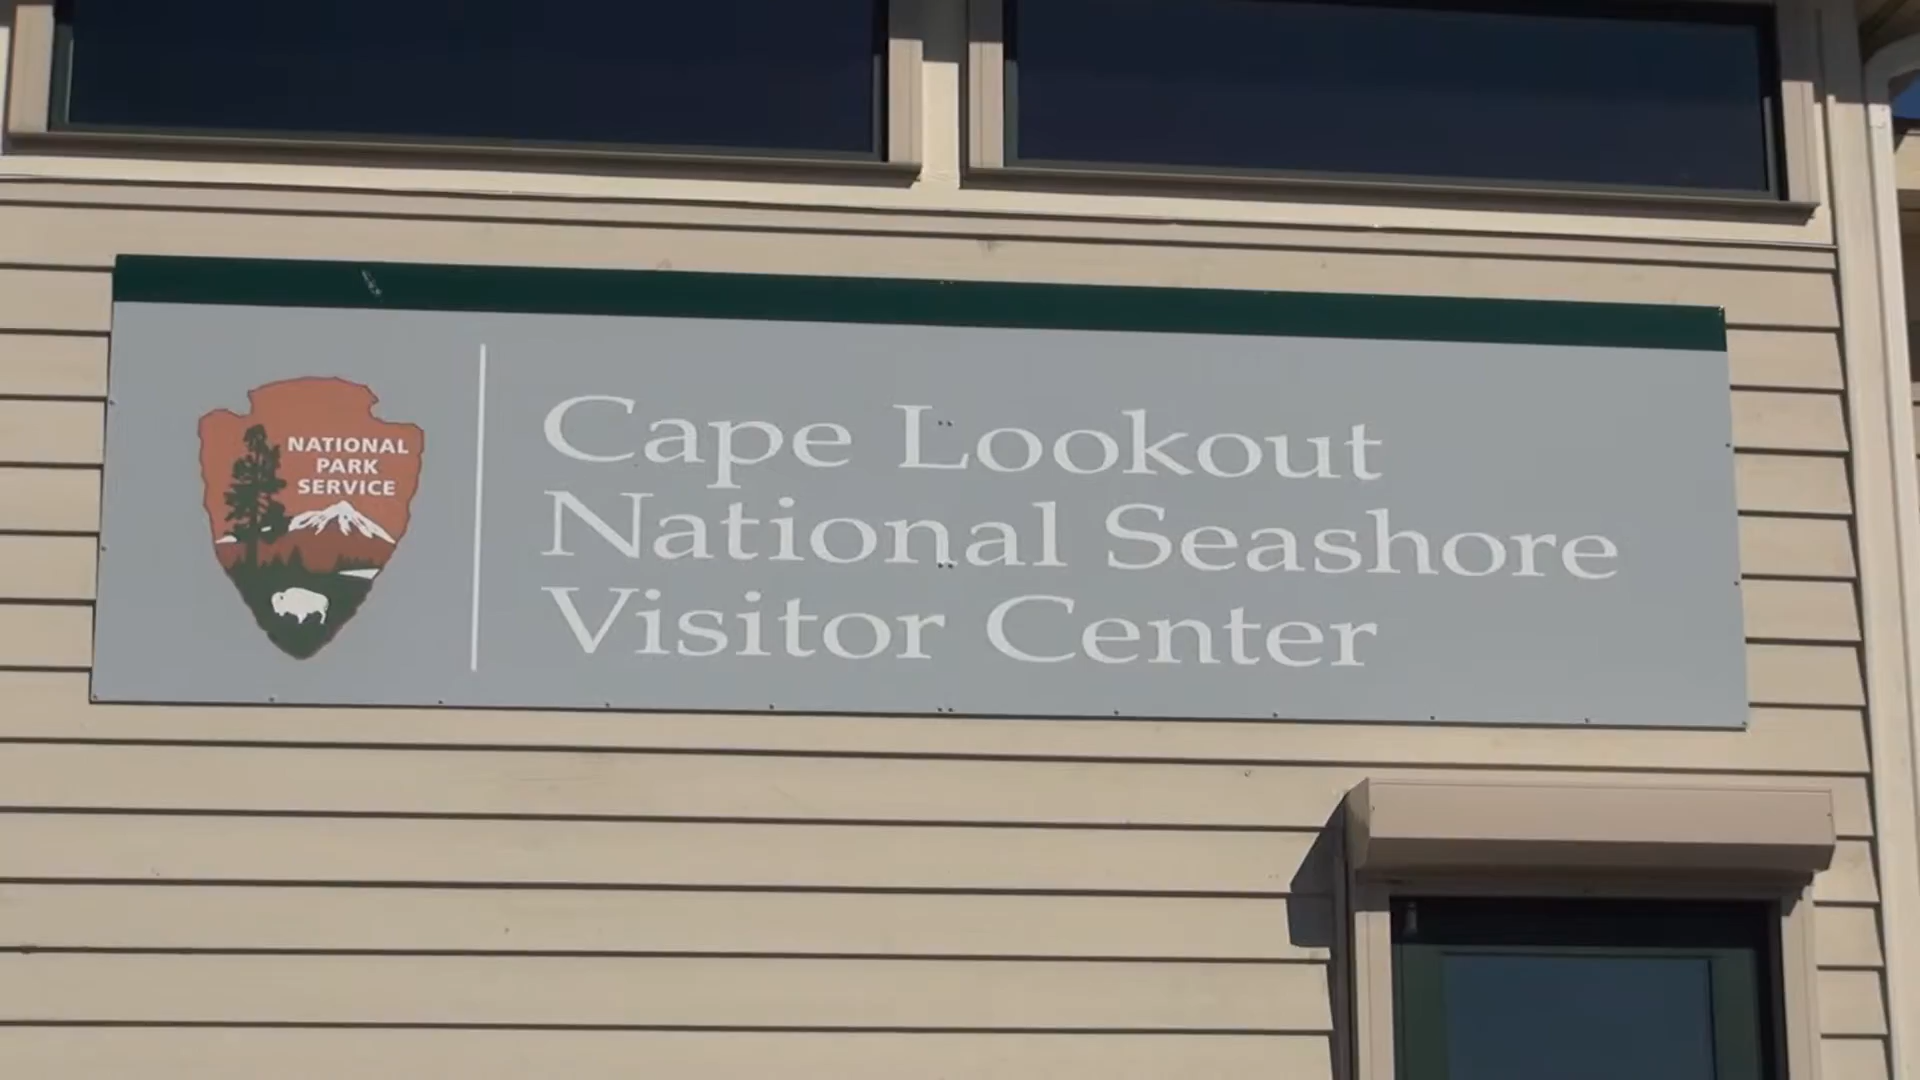 NATIONAL
PARK
SERVICE
Cape Lookout
National Seashore
Visitor Center